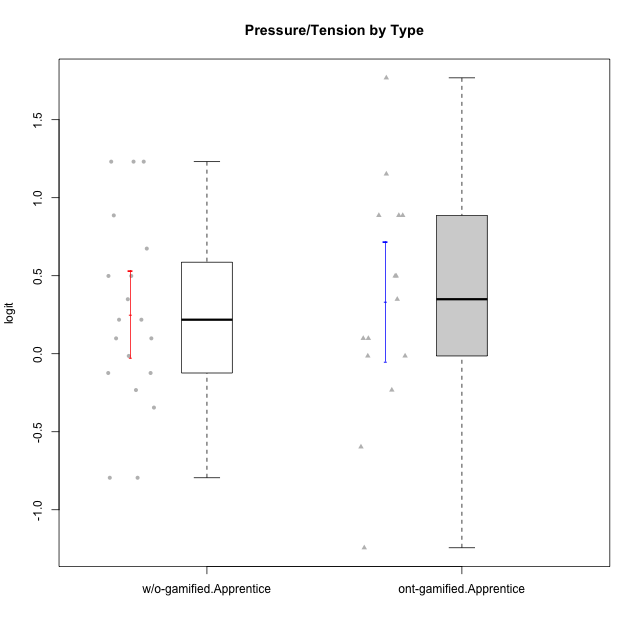 Pressure/Tension by Type
logit
1.5
1.0
0.5
0.0
-0.5
-1.0
w/o-gamified.Apprentice
ont-gamified.Apprentice